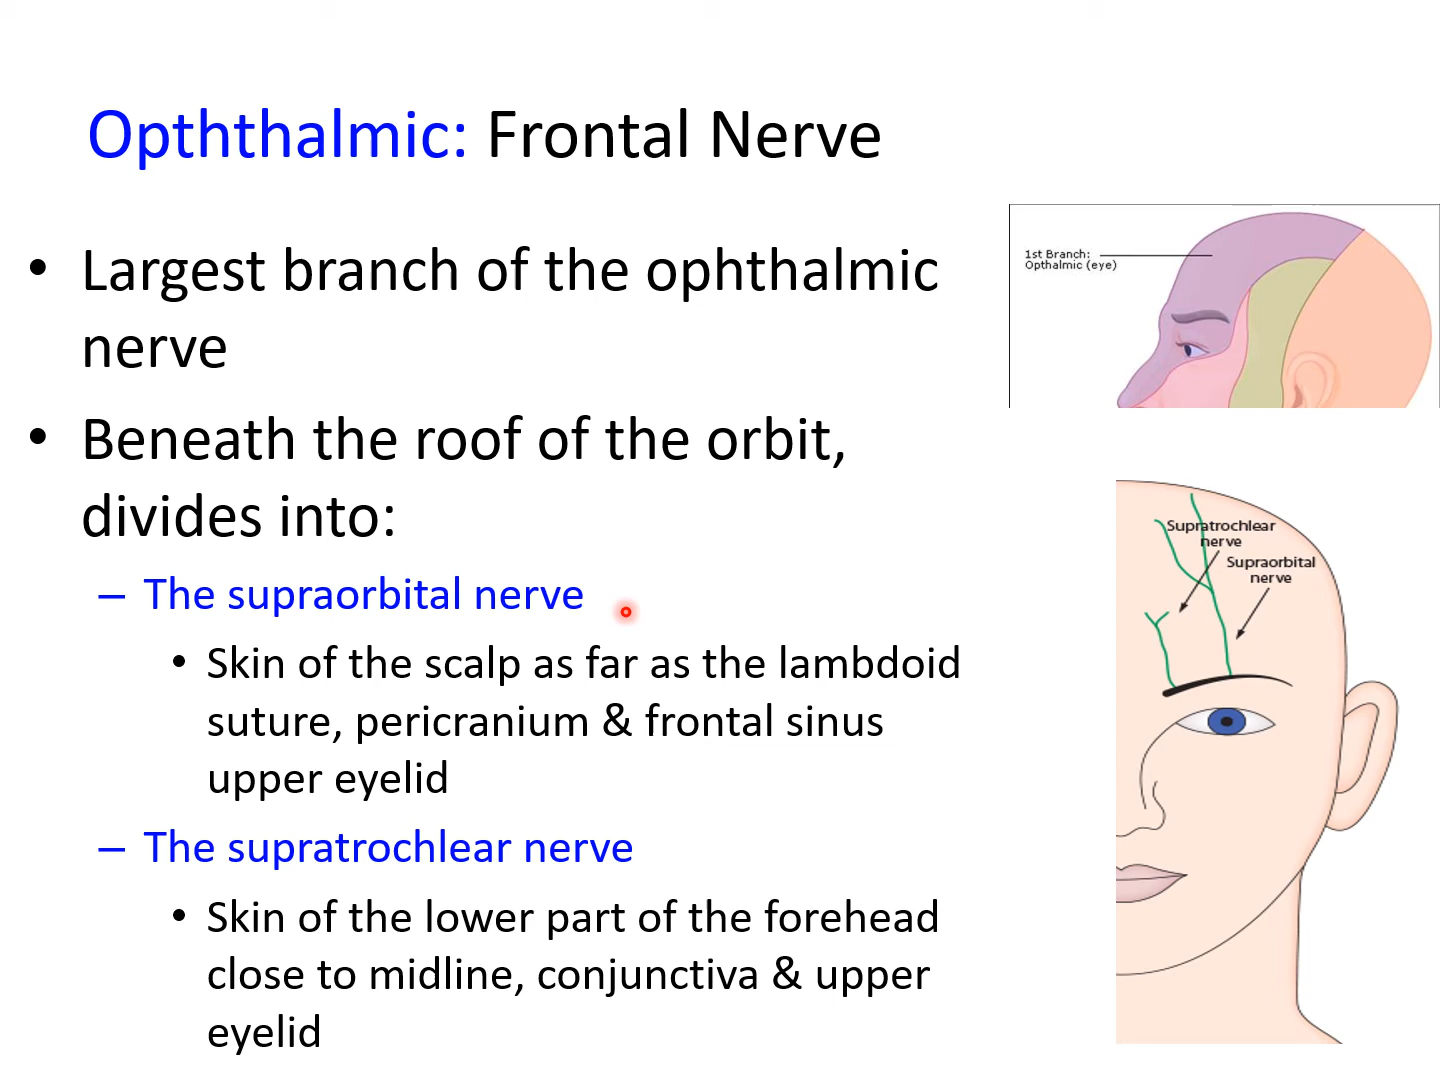 Opththalmic: Frontal Nerve
• Largest branch of the ophthalmic
nerve
• Beneath the roof of the orbit,
divides into:
– The supraorbital nerve
• Skin of the scalp as far as the lambdoid
suture, pericranium & frontal sinus
upper eyelid
– The supratrochlear nerve
• Skin of the lower part of the forehead
close to midline, conjunctiva & upper
eyelid
1st Branch:
Opthalmic (eye)
Supratrochlear
nerve
Supraorbital
nerve